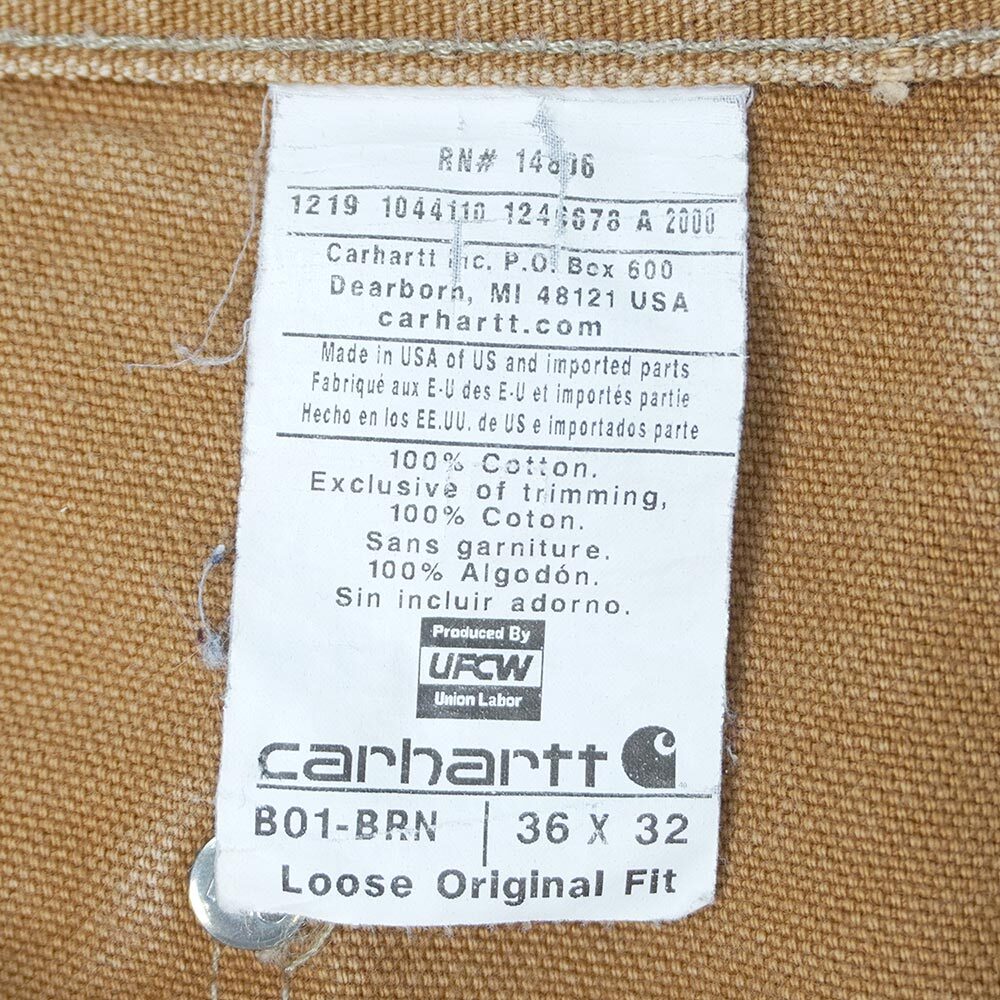 RN# 14806
1219 1044110 A 2000
Carhartt Inc. P.O. Box 600
Dearborn, MI 48121 USA
carhartt.com
Made in USA of US and imported parts
Fabriqué aux E-U des E-U et importés partie
Hecho en los EE.UU. de US e importados parte
100% Cotton.
Exclusive of trimming,
100% Coton.
Sans garniture.
100% Algodón.
Sin incluir adorno.
Produced By
UFCW
Union Labor
carhartt
B01-BRN | 36 X 32
Loose Original Fit